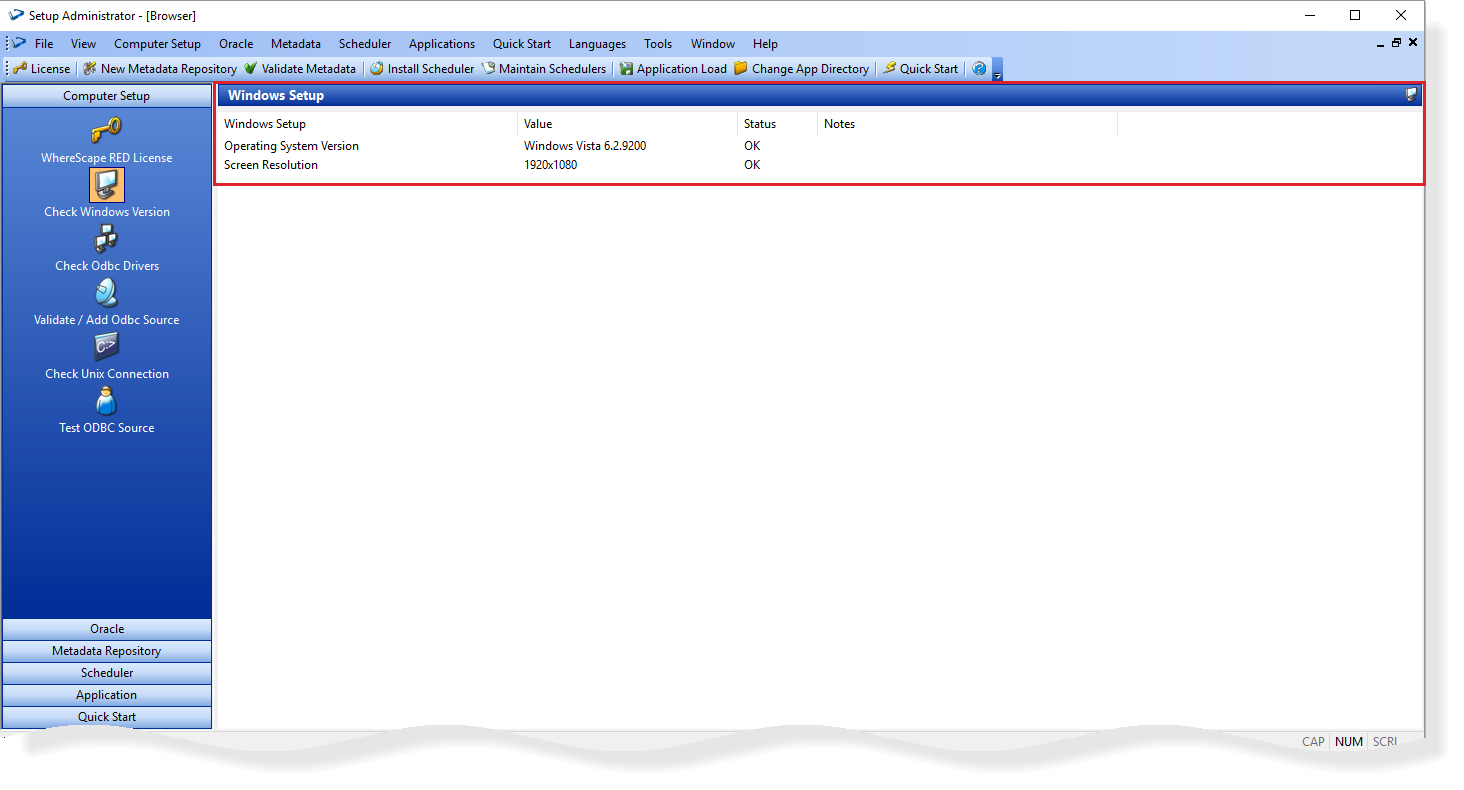 Setup Administrator - [Browser]
File View Computer Setup Oracle Metadata Scheduler Applications Quick Start Languages Tools Window Help
License New Metadata Repository Validate Metadata Install Scheduler Maintain Schedulers Application Load Change App Directory Quick Start
Computer Setup
WhereScape RED License
Check Windows Version
Check Odbc Drivers
Validate / Add Odbc Source
C:>
Check Unix Connection
Test ODBC Source
Oracle
Metadata Repository
Scheduler
Application
Quick Start
Windows Setup
Windows Setup Value Status Notes
Operating System Version Windows Vista 6.2.9200 OK
Screen Resolution 1920x1080 OK
CAP NUM SCRL